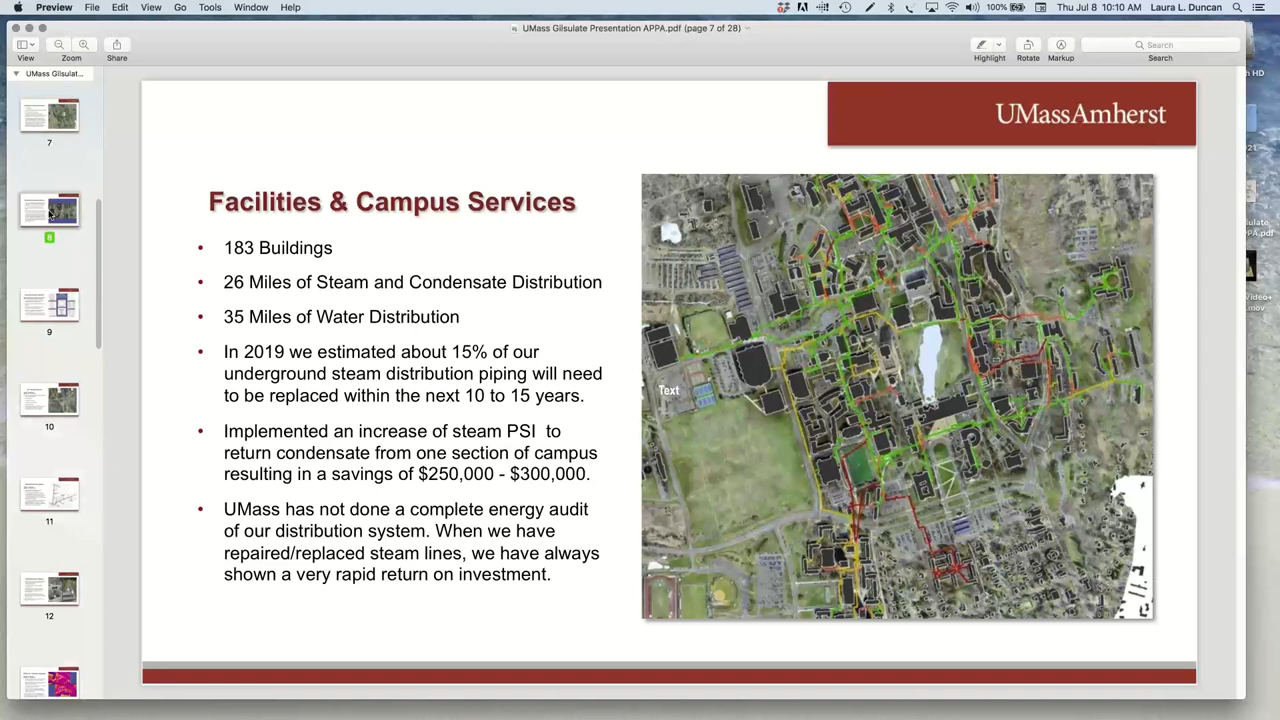 Preview File Edit View Go Tools Window Help
100% Thu Jul 8 10:10 AM Laura L. Duncan
UMass Gilsulate Presentation APPA.pdf (page 7 of 28)
View Zoom Share Highlight Rotate Markup Search
Search
UMass Gilsulat...
7
8
9
10
11
12
UMassAmherst
Facilities & Campus Services
• 183 Buildings
• 26 Miles of Steam and Condensate Distribution
• 35 Miles of Water Distribution
• In 2019 we estimated about 15% of our
underground steam distribution piping will need
to be replaced within the next 10 to 15 years.
• Implemented an increase of steam PSI to
return condensate from one section of campus
resulting in a savings of $250,000 - $300,000.
• UMass has not done a complete energy audit
of our distribution system. When we have
repaired/replaced steam lines, we have always
shown a very rapid return on investment.
Text